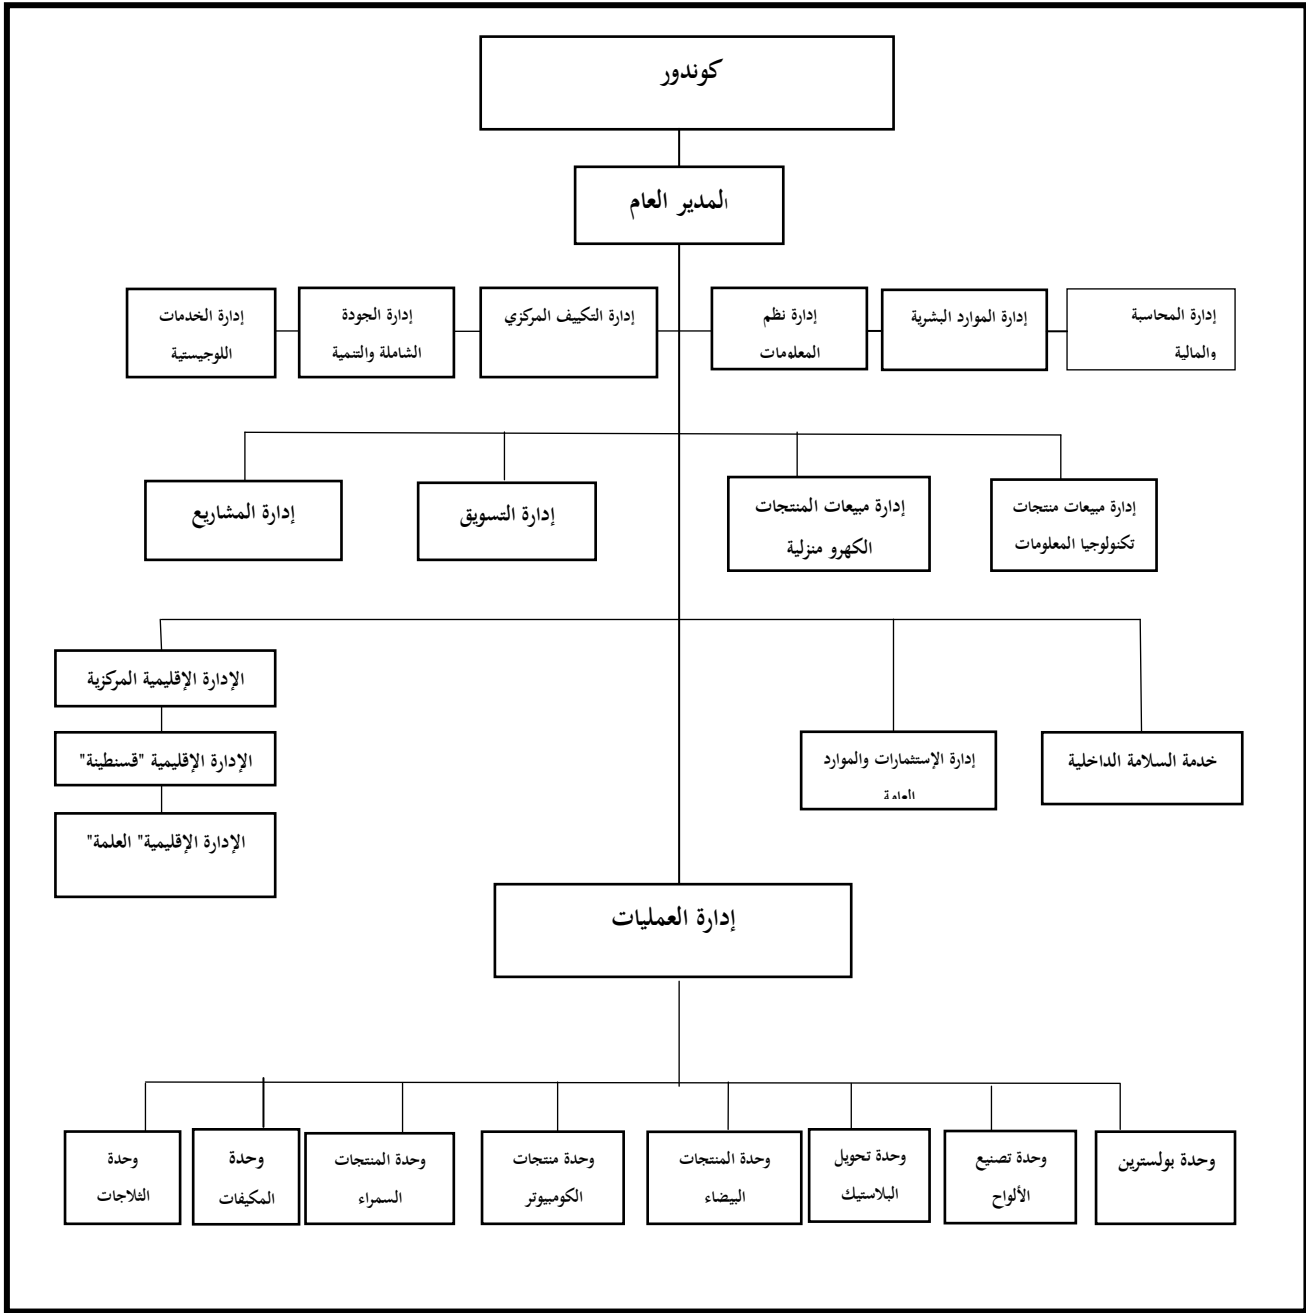 كوندور
المدير العام
إدارة المحاسبة
والمالية
إدارة الموارد البشرية
إدارة نظم
المعلومات
إدارة التكييف المركزي
إدارة الجودة
الشاملة والتنمية
إدارة الخدمات
اللوجيستية
إدارة مبيعات منتجات
تكنولوجيا المعلومات
إدارة مبيعات المنتجات
الكهرو منزلية
إدارة التسويق
إدارة المشاريع
خدمة السلامة الداخلية
إدارة الإستثمارات والموارد
العامة
الإدارة الإقليمية المركزية
الإدارة الإقليمية "قسنطينة"
الإدارة الإقليمية" العلمة"
إدارة العمليات
وحدة بولسترين
وحدة تصنيع
الألواح
وحدة تحويل
البلاستيك
وحدة المنتجات
البيضاء
وحدة منتجات
الكومبيوتر
وحدة المنتجات
السمراء
وحدة
المكيفات
وحدة
الثلاجات